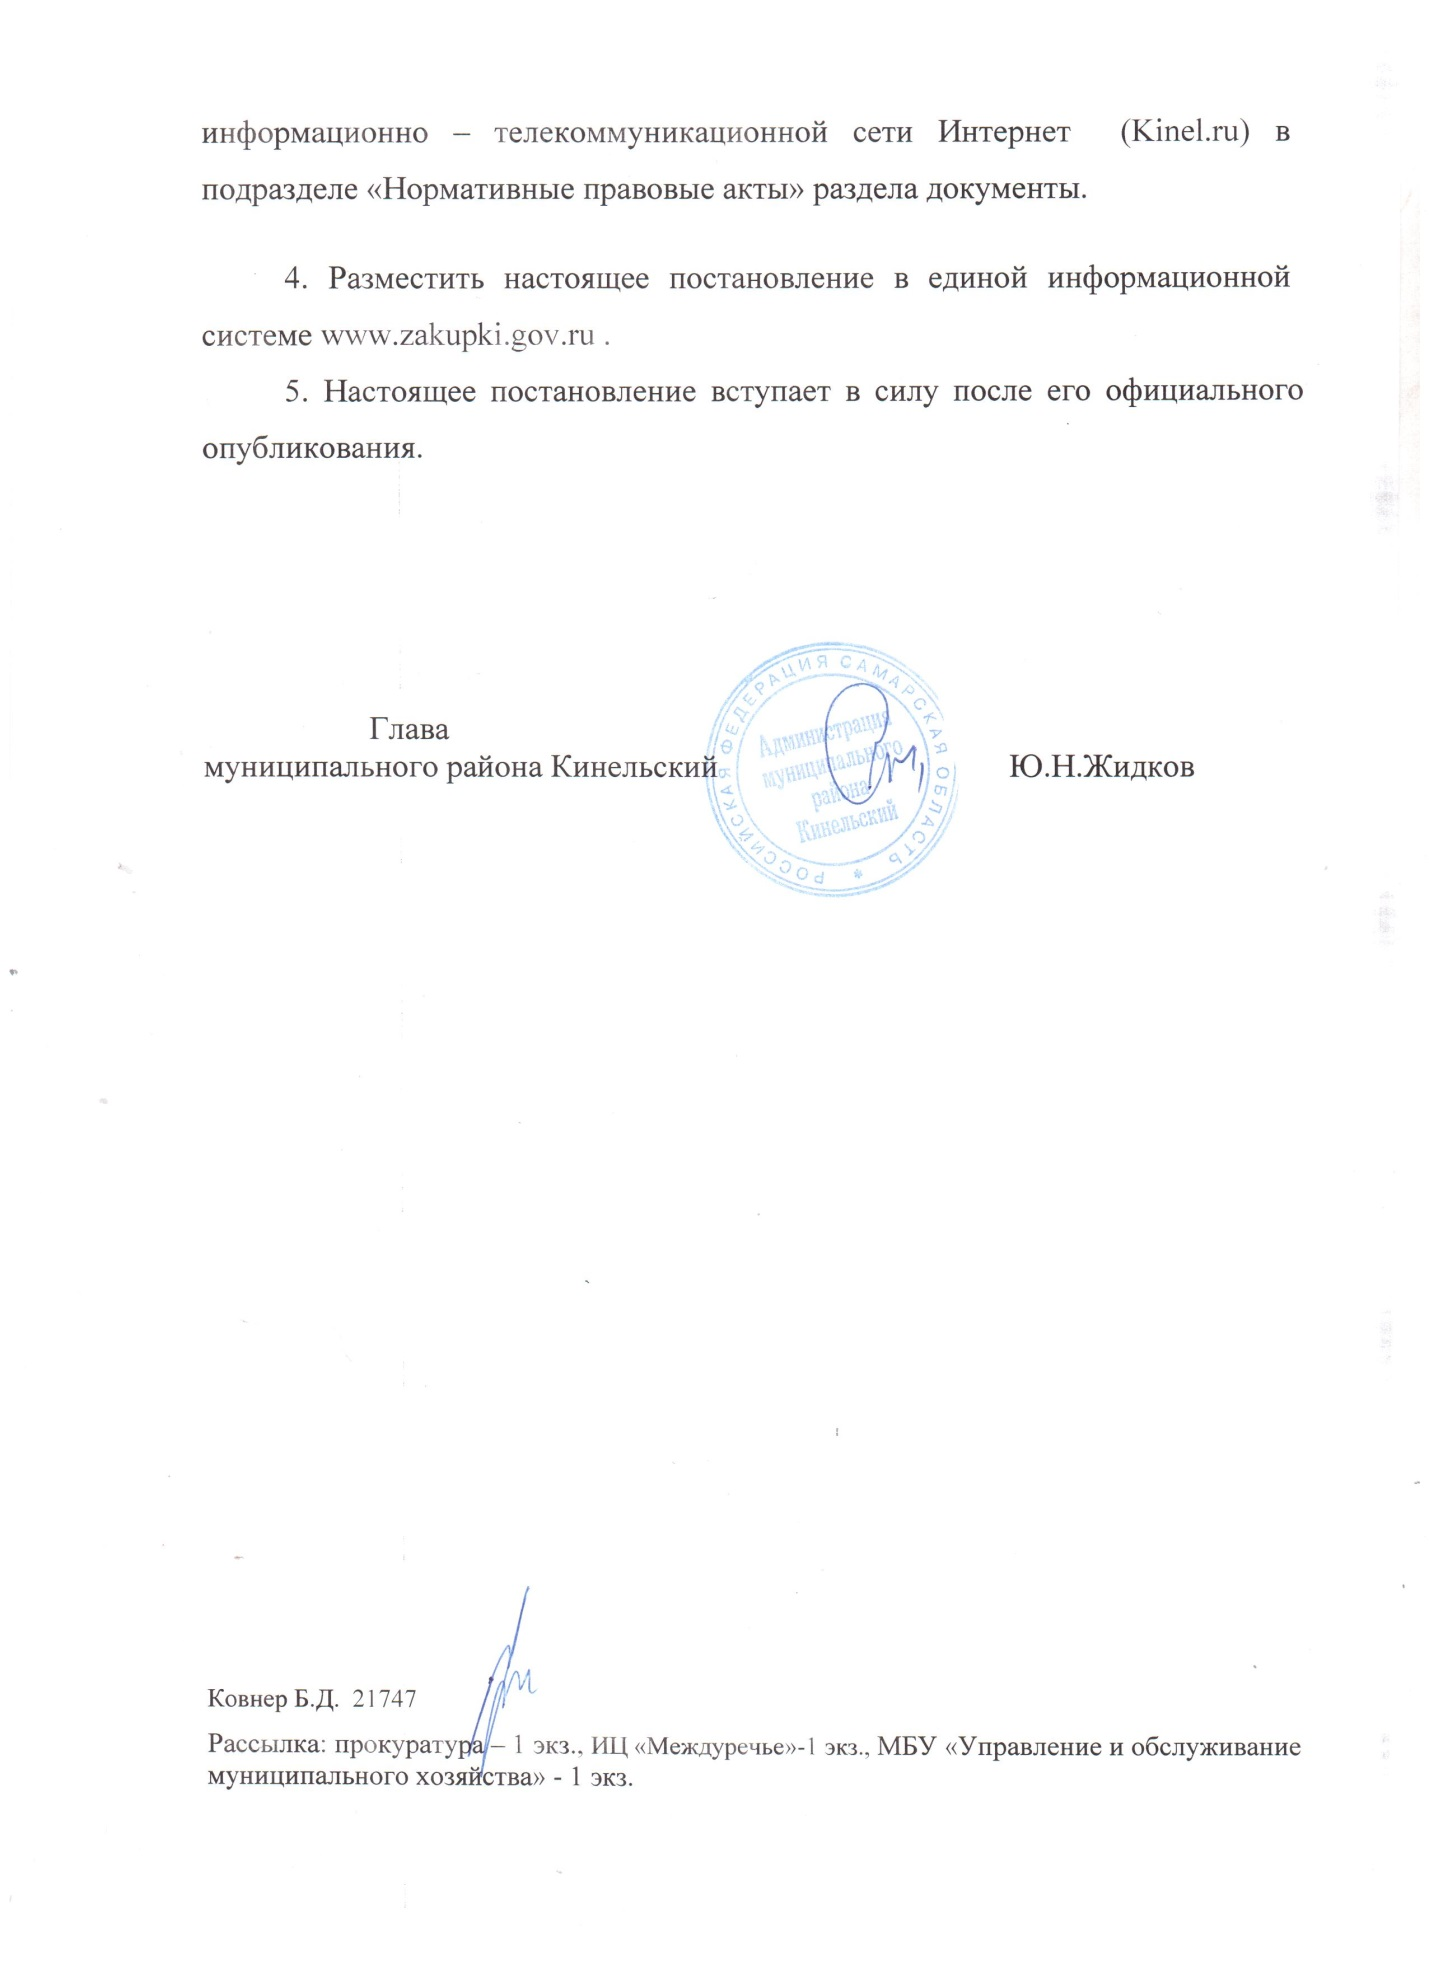 информационно – телекоммуникационной сети Интернет (Kinel.ru) в
подразделе «Нормативные правовые акты» раздела документы.
4. Разместить настоящее постановление в единой информационной
системе www.zakupki.gov.ru .
5. Настоящее постановление вступает в силу после его официального
опубликования.
Глава
муниципального района Кинельский
Ю.Н.Жидков
РОССИЙСКАЯ ФЕДЕРАЦИЯ САМАРСКАЯ ОБЛАСТЬ *
Администрация
муниципального
района
Кинельский
Ковнер Б.Д. 21747
Рассылка: прокуратура – 1 экз., ИЦ «Междуречье»-1 экз., МБУ «Управление и обслуживание
муниципального хозяйства» - 1 экз.